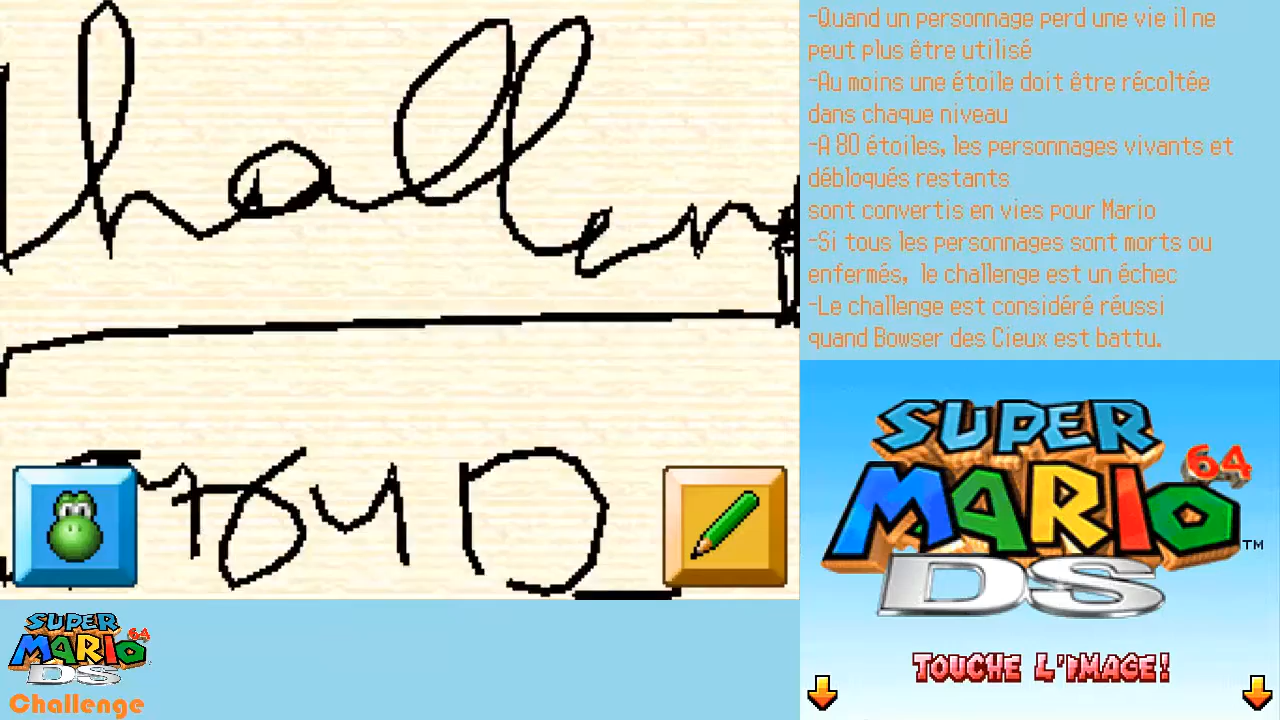 Challeng
64 D
-Quand un personnage perd une vie il ne
peut plus être utilisé
-Au moins une étoile doit être récoltée
dans chaque niveau
-A 80 étoiles, les personnages vivants et
débloqués restants
sont convertis en vies pour Mario
-Si tous les personnages sont morts ou
enfermés, le challenge est un échec
-Le challenge est considéré réussi
quand Bowser des Cieux est battu.
SUPER
MARIO 64
TM
DS
TOUCHE L'IMAGE!
SUPER
MARIO 64
DS
Challenge